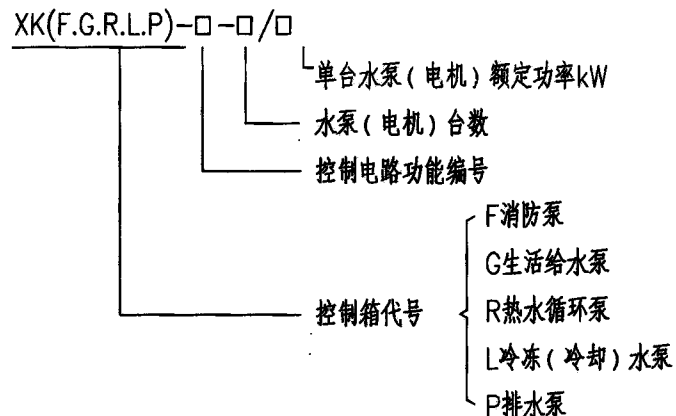 XK(F.G.R.L.P)-□-□/□
单台水泵(电机)额定功率kW
水泵(电机)台数
控制电路功能编号
F消防泵
G生活给水泵
控制箱代号
R热水循环泵
L冷冻(冷却)水泵
P排水泵